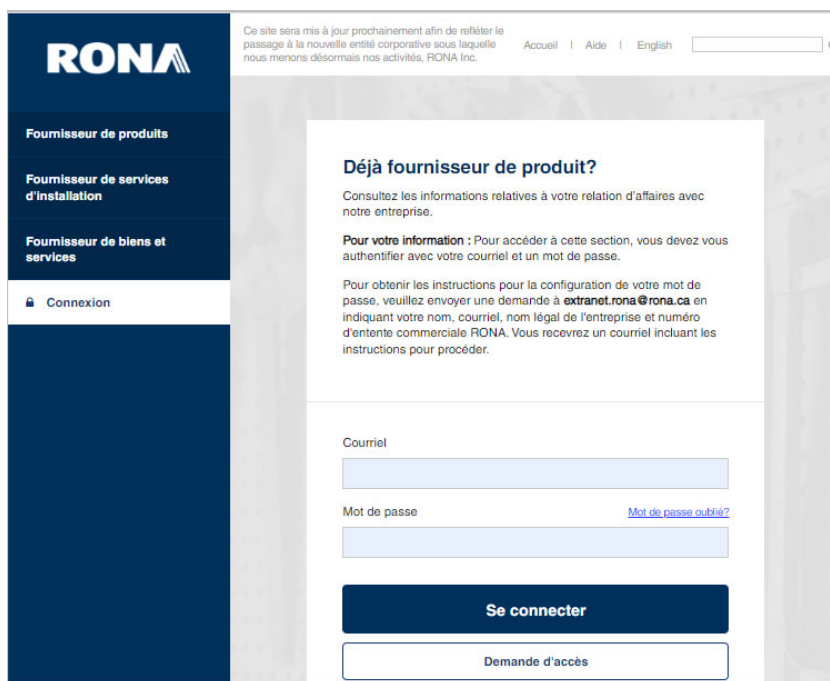 RONA
Ce site sera mis à jour prochainement afin de refléter le
passage à la nouvelle entité corporative sous laquelle
nous menons désormais nos activités, RONA Inc.
Accueil | Aide | English
Fournisseur de produits
Fournisseur de services
d'installation
Fournisseur de biens et
services
Connexion
Déjà fournisseur de produit?
Consultez les informations relatives à votre relation d'affaires avec
notre entreprise.
Pour votre information : Pour accéder à cette section, vous devez vous
authentifier avec votre courriel et un mot de passe.
Pour obtenir les instructions pour la configuration de votre mot de
passe, veuillez envoyer une demande à extranet.rona@rona.ca en
indiquant votre nom, courriel, nom légal de l'entreprise et numéro
d'entente commerciale RONA. Vous recevrez un courriel incluant les
instructions pour procéder.
Courriel
Mot de passe
Mot de passe oublié?
Se connecter
Demande d'accès